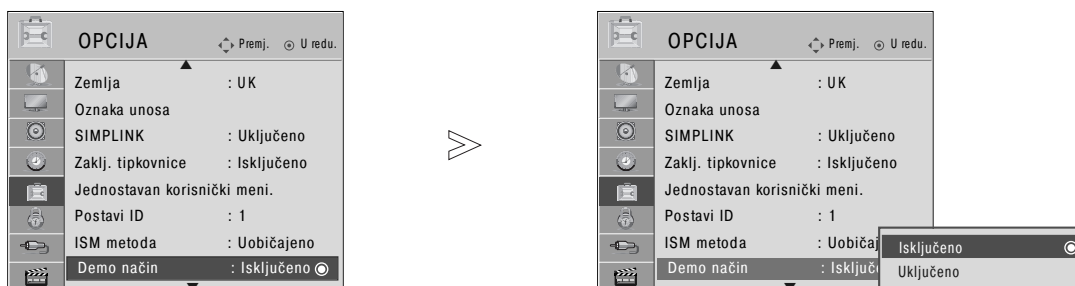 OPCIJA Premj. U redu.
Zemlja : UK
Oznaka unosa
SIMPLINK : Uključeno
Zaklj. tipkovnice : Isključeno
Jednostavan korisnički meni.
Postavi ID : 1
ISM metoda : Uobičajeno
Demo način : Isključeno
OPCIJA Premj. U redu.
Zemlja : UK
Oznaka unosa
SIMPLINK : Uključeno
Zaklj. tipkovnice : Isključeno
Jednostavan korisnički meni.
Postavi ID : 1
ISM metoda : Uobičaj
Demo način : Isključ
Isključeno
Uključeno